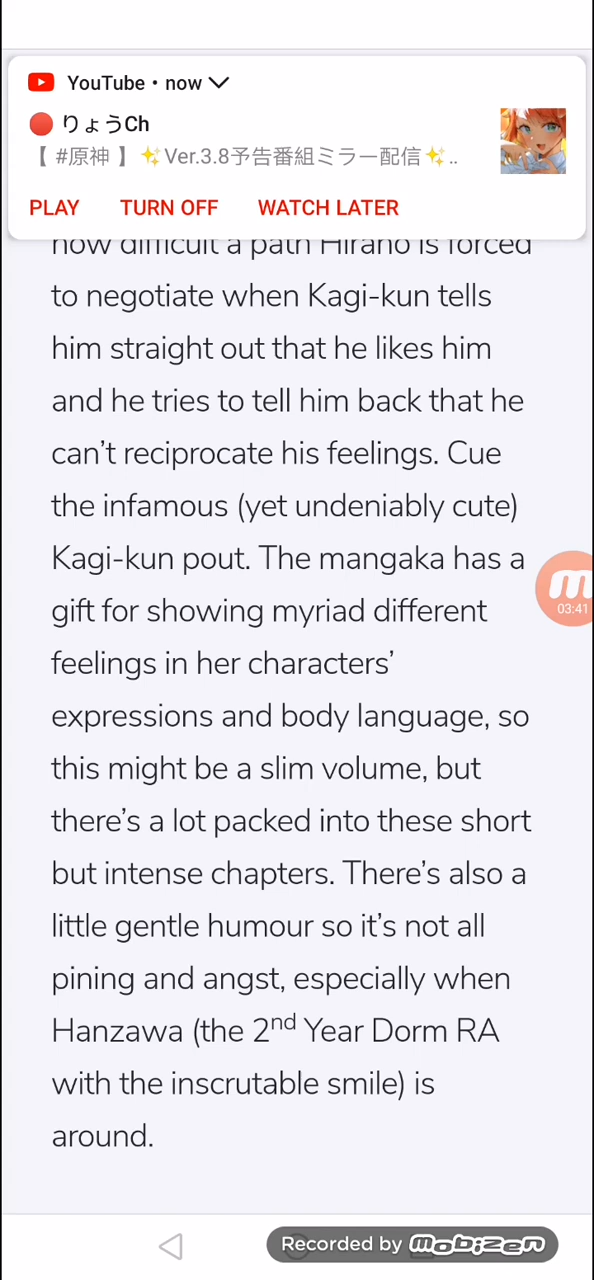 YouTube • now
りょうCh
【 #原神 】✨Ver.3.8予告番組ミラー配信✨..
PLAY TURN OFF WATCH LATER
how difficult a path Hirano is forced
to negotiate when Kagi-kun tells
him straight out that he likes him
and he tries to tell him back that he
can’t reciprocate his feelings. Cue
the infamous (yet undeniably cute)
Kagi-kun pout. The mangaka has a
gift for showing myriad different
feelings in her characters’
expressions and body language, so
this might be a slim volume, but
there’s a lot packed into these short
but intense chapters. There’s also a
little gentle humour so it’s not all
pining and angst, especially when
Hanzawa (the 2nd Year Dorm RA
with the inscrutable smile) is
around.
m
03:41
Recorded by mobizen